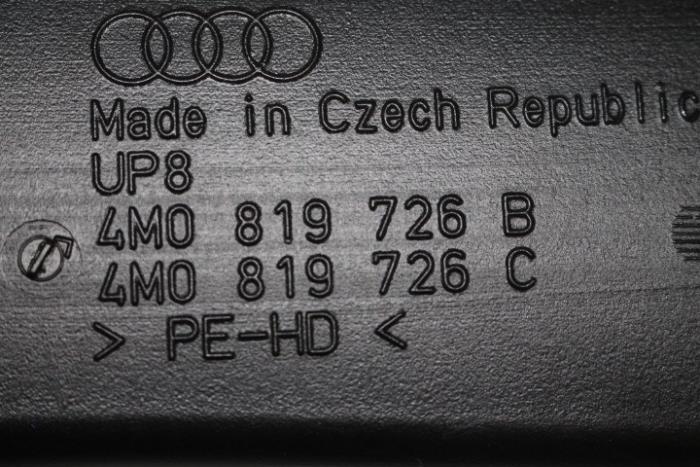 Made in Czech Republic
UP8
4M0 819 726 B
4M0 819 726 C
> PE-HD <